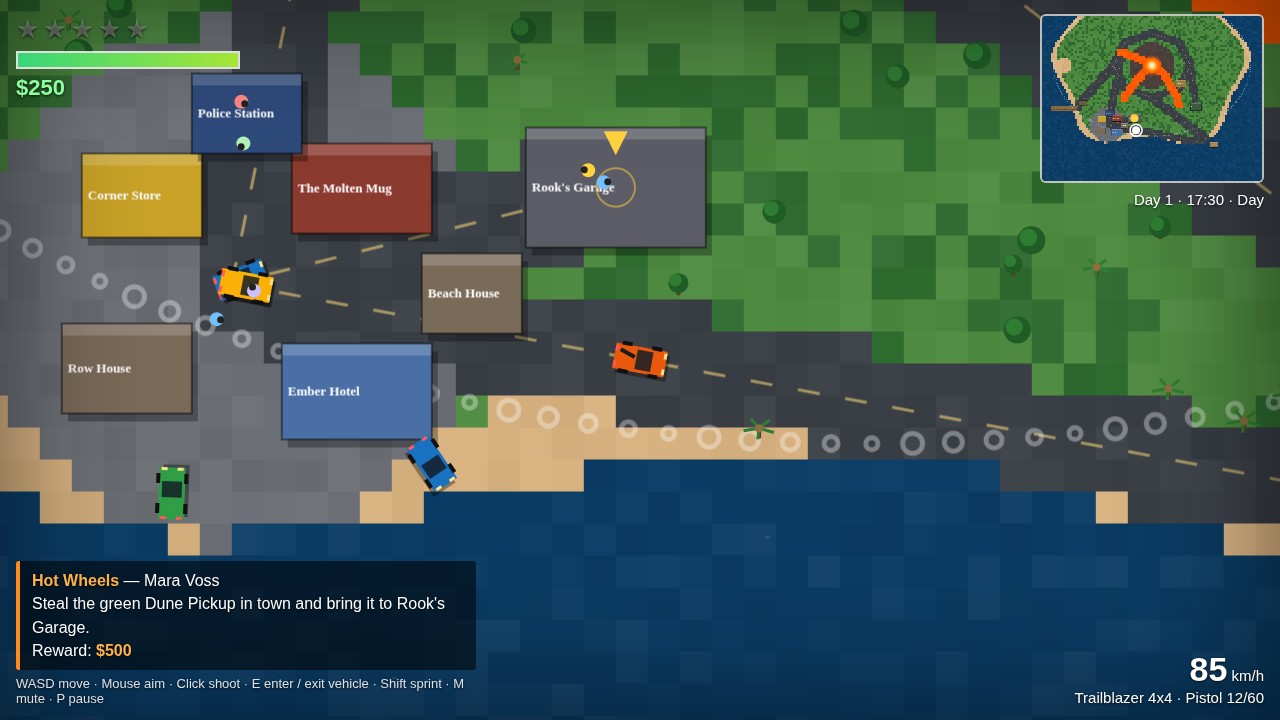 $250
Police Station
Corner Store
The Molten Mug
Rook's Garage
Day 1 · 17:30 · Day
Beach House
Row House
Ember Hotel
Hot Wheels — Mara Voss
Steal the green Dune Pickup in town and bring it to Rook's
Garage.
Reward: $500
WASD move · Mouse aim · Click shoot · E enter / exit vehicle · Shift sprint · M
mute · P pause
85 km/h
Trailblazer 4x4 · Pistol 12/60